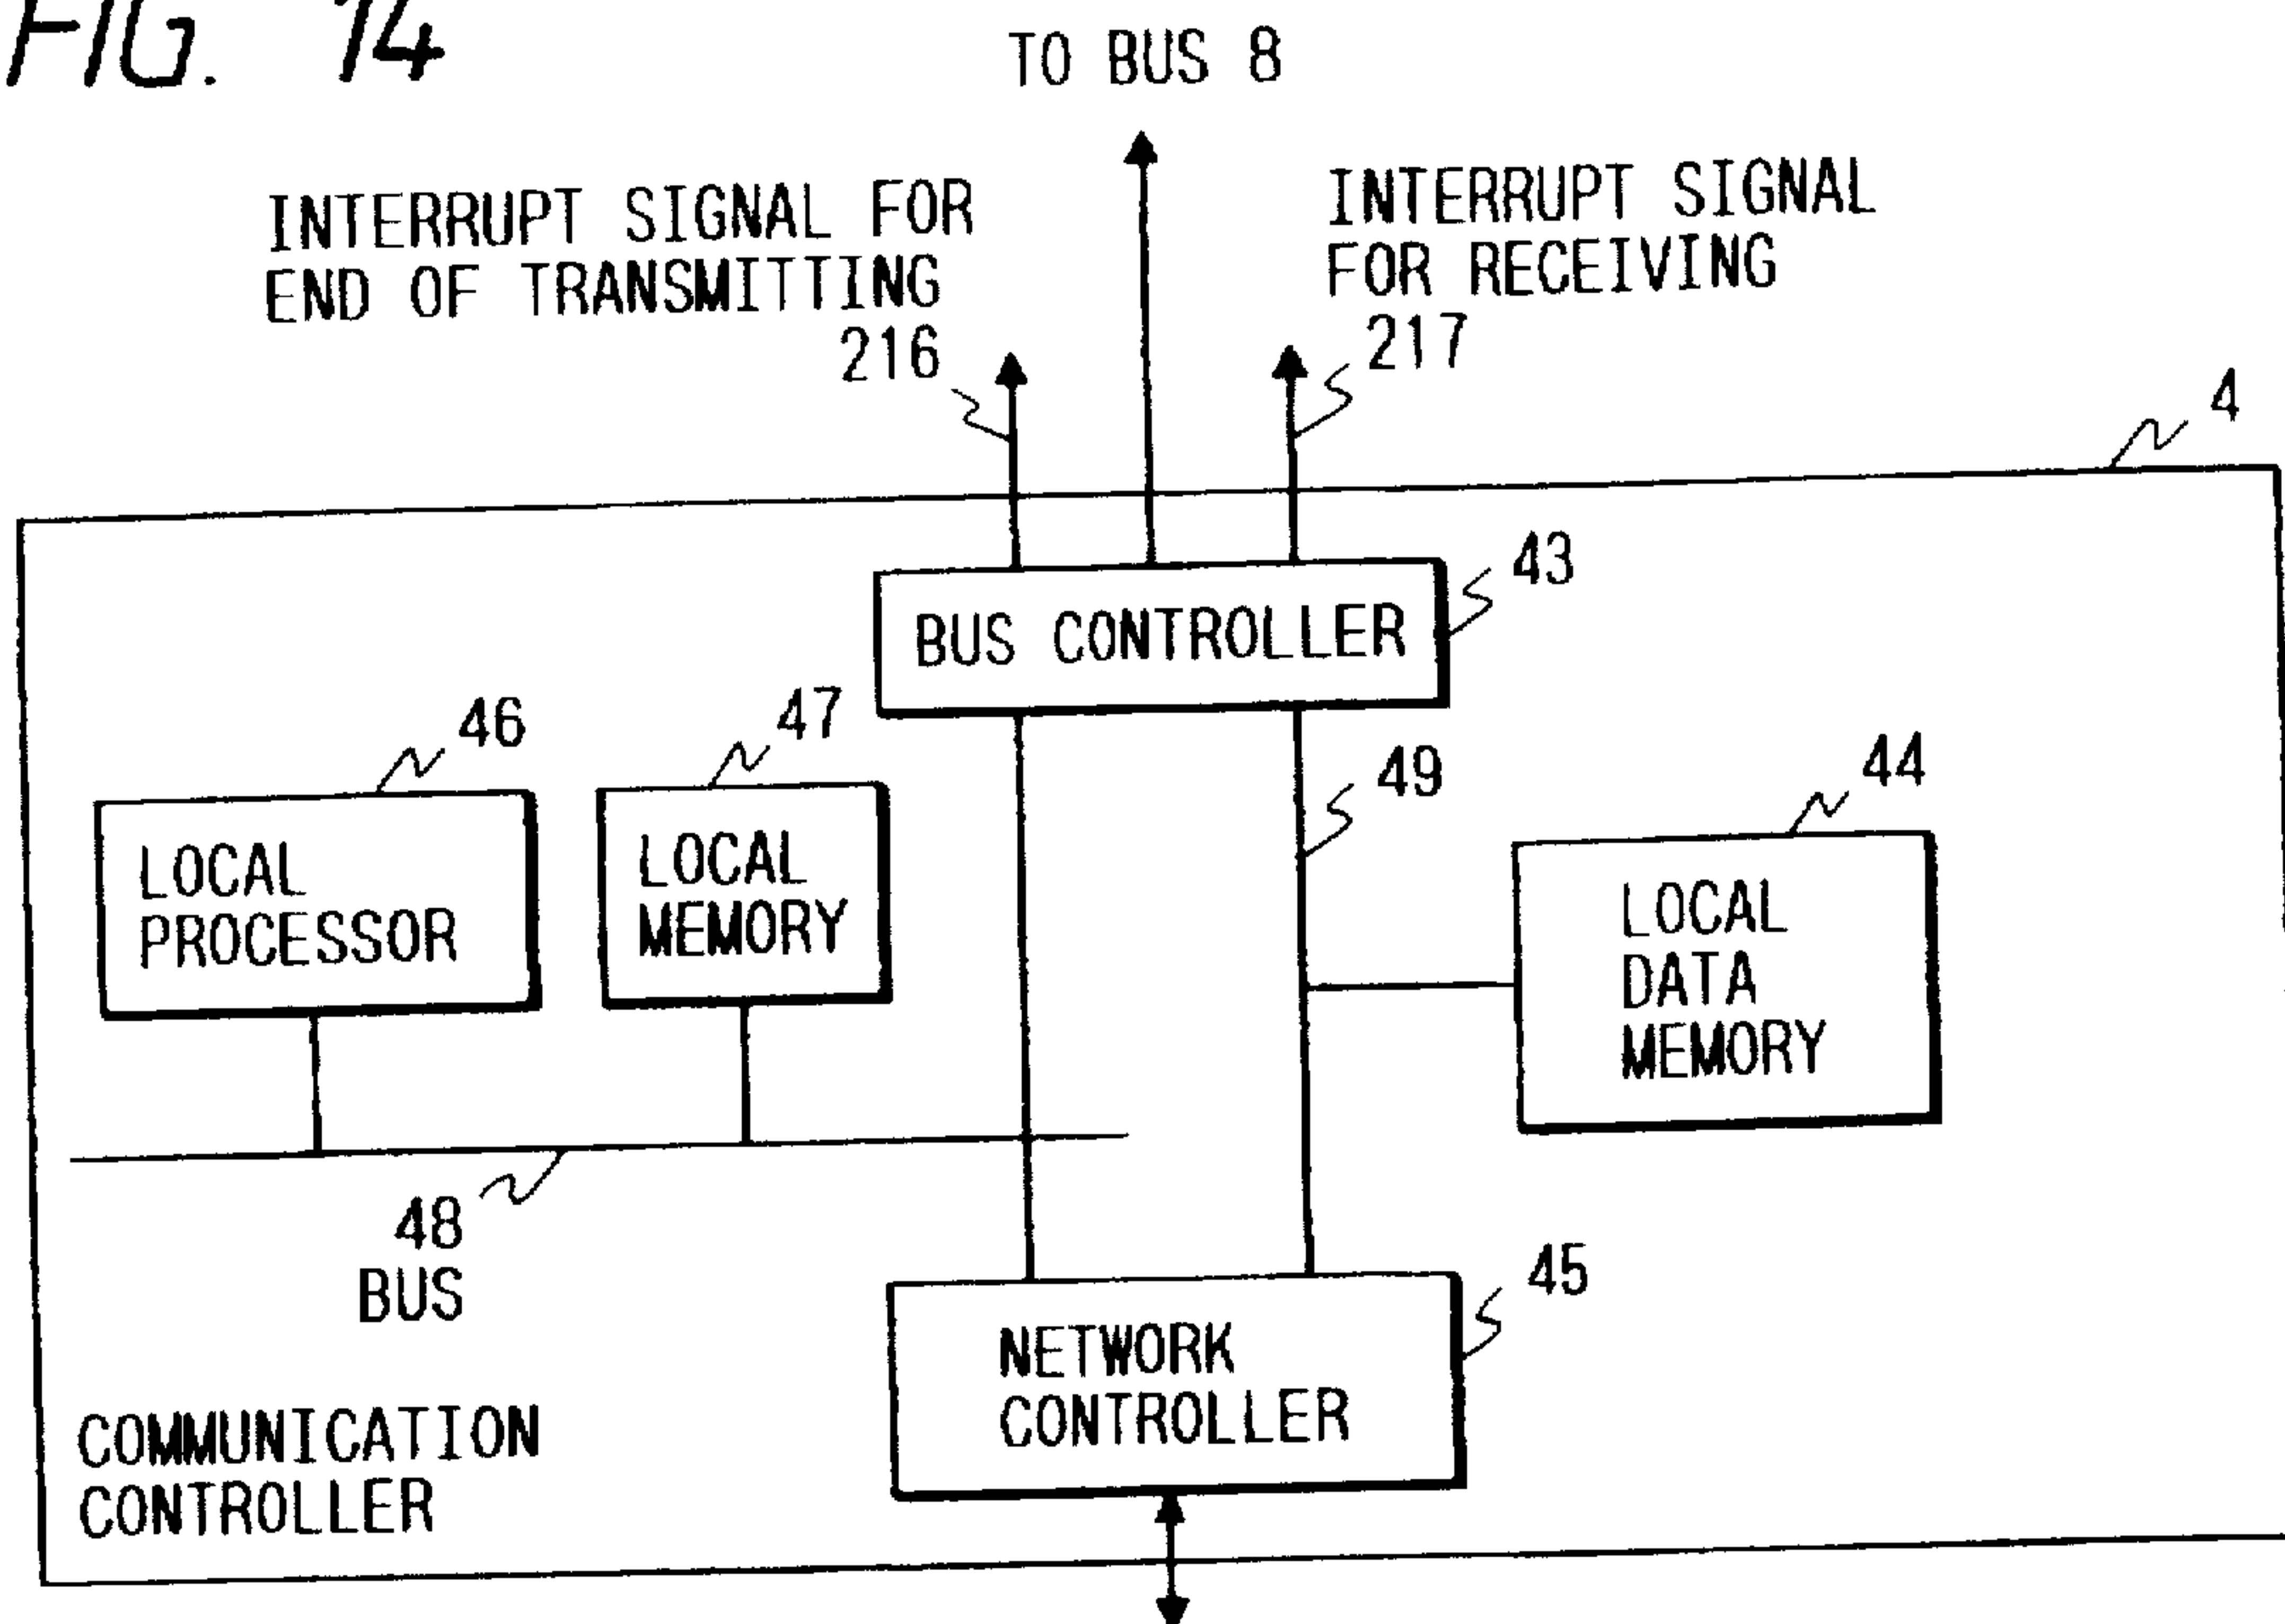 FIG. 14
TO BUS 8
INTERRUPT SIGNAL FOR
END OF TRANSMITTING
216
INTERRUPT SIGNAL
FOR RECEIVING
217
4
43
BUS CONTROLLER
46
47
49
44
LOCAL
PROCESSOR
LOCAL
MEMORY
LOCAL
DATA
MEMORY
48
BUS
45
NETWORK
CONTROLLER
COMMUNICATION
CONTROLLER